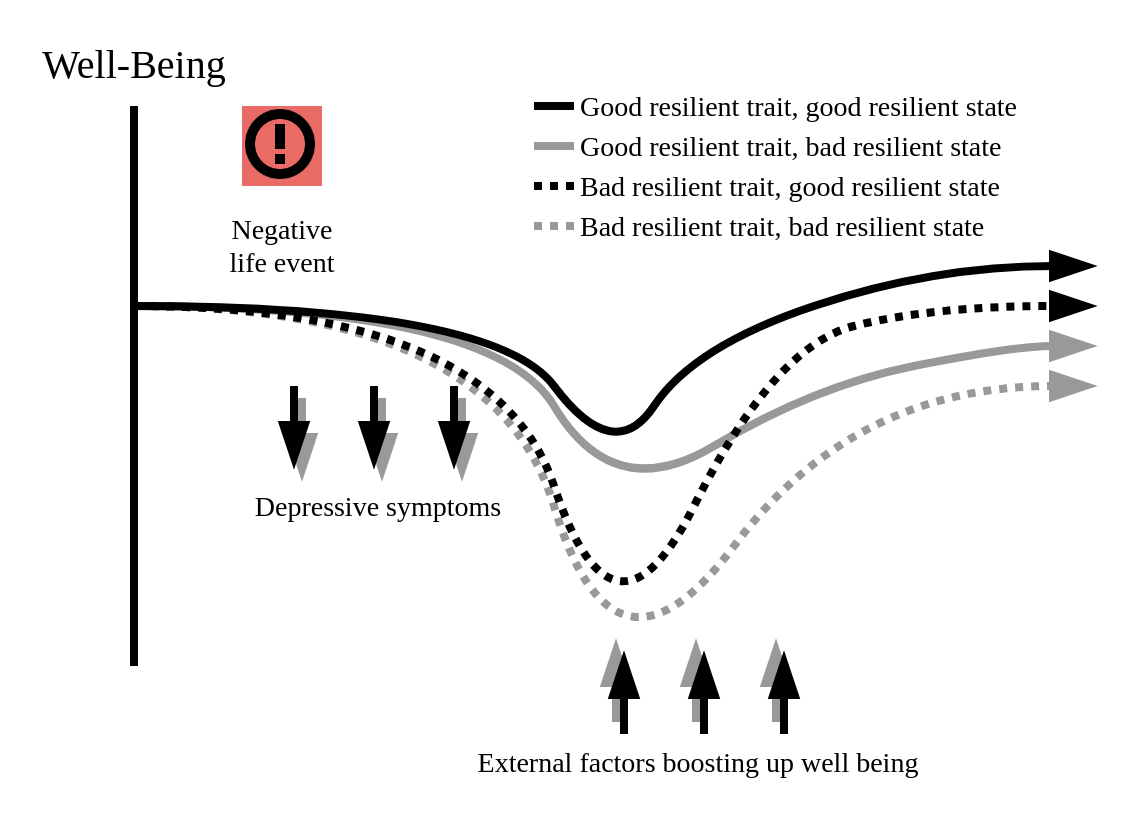 Well-Being
Good resilient trait, good resilient state
Good resilient trait, bad resilient state
Bad resilient trait, good resilient state
Bad resilient trait, bad resilient state
Negative
life event
Depressive symptoms
External factors boosting up well being